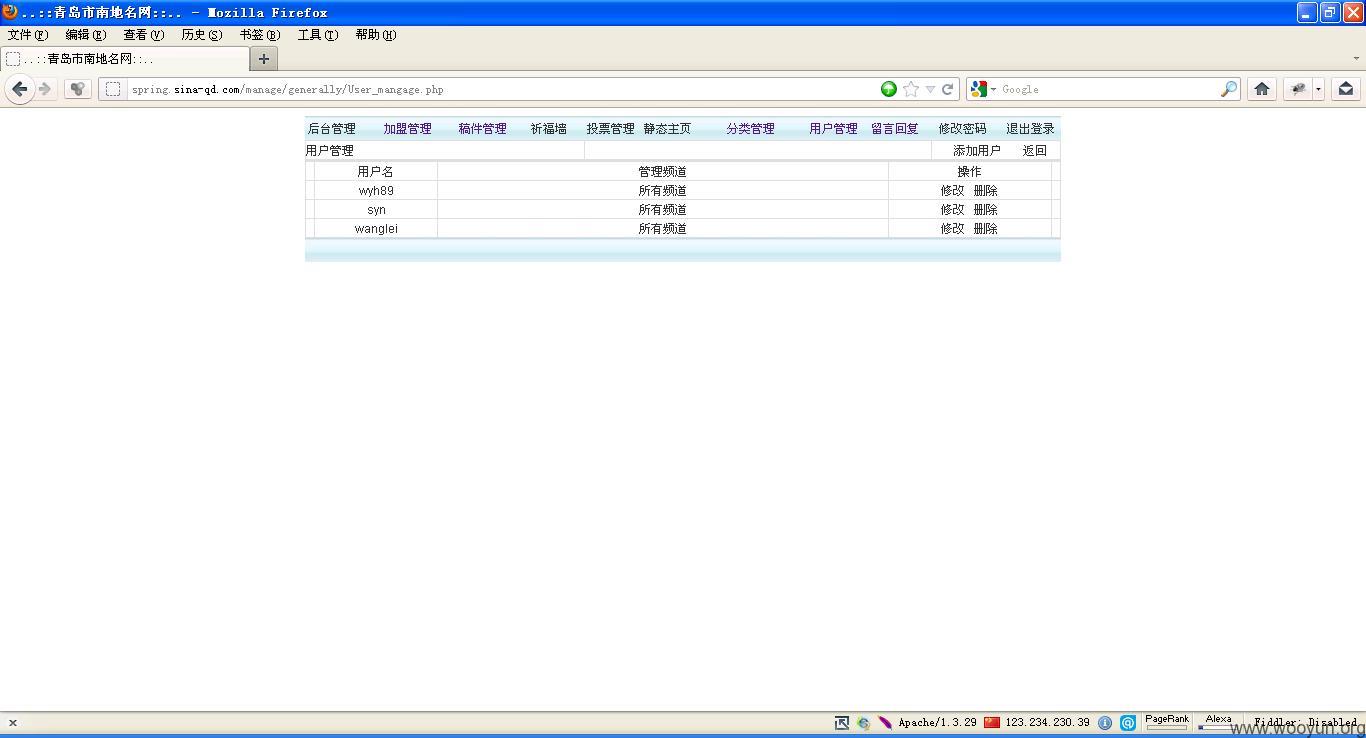 ..::青岛市南地名网::.. - Mozilla Firefox
文件(F) 编辑(E) 查看(V) 历史(S) 书签(B) 工具(T) 帮助(H)
..::青岛市南地名网::..
spring.sina-qd.com/manage/generally/User_mangage.php Google
后台管理 加盟管理 稿件管理 祈福墙 投票管理 静态主页 分类管理 用户管理 留言回复 修改密码 退出登录
用户管理 添加用户 返回
用户名 管理频道 操作
wyh89 所有频道 修改 删除
syn 所有频道 修改 删除
wanglei 所有频道 修改 删除
Apache/1.3.29 123.234.230.39 PageRank Alexa Fiddler: Disabled
www.wooyun.org